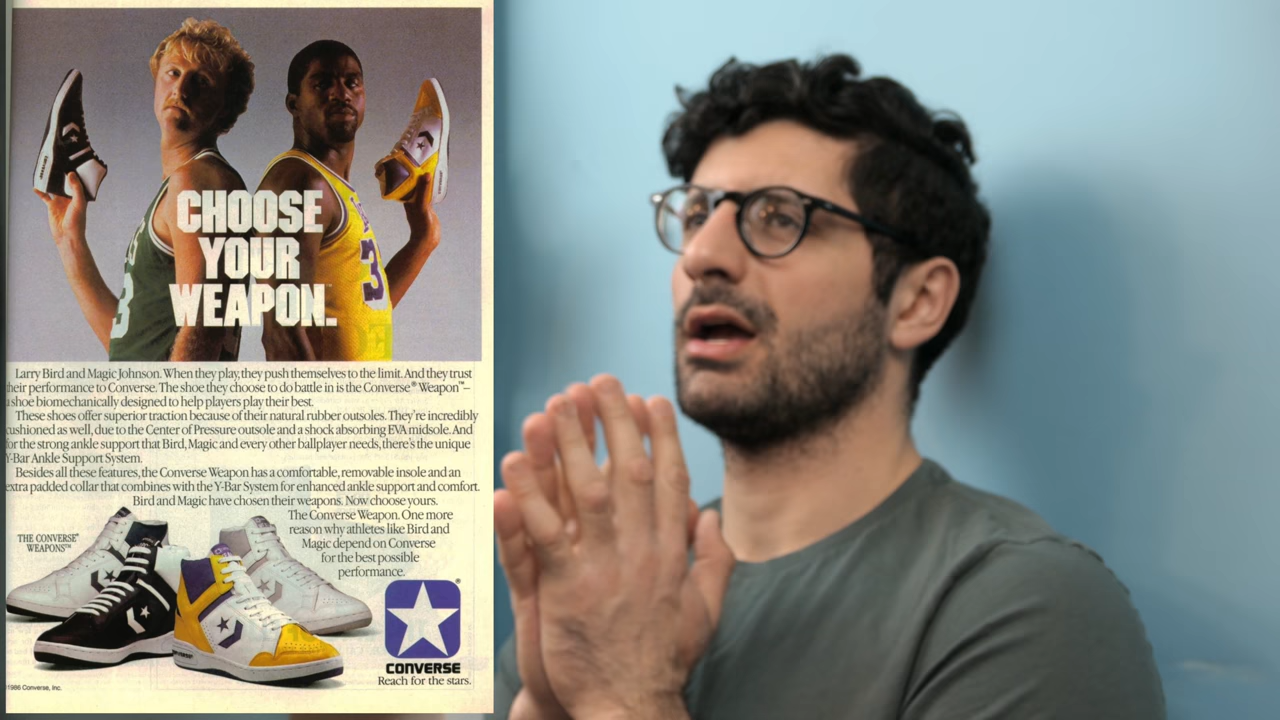 CHOOSE
YOUR
WEAPON.
Larry Bird and Magic Johnson. When they play, they push themselves to the limit. And they trust
their performance to Converse. The shoe they choose to do battle in is the Converse® Weapon™–
a shoe biomechanically designed to help players play their best.
These shoes offer superior traction because of their natural rubber outsoles. They're incredibly
cushioned as well, due to the Center of Pressure outsole and a shock absorbing EVA midsole. And
for the strong ankle support that Bird, Magic and every other ballplayer needs, there's the unique
Y-Bar Ankle Support System.
Besides all these features, the Converse Weapon has a comfortable, removable insole and an
extra padded collar that combines with the Y-Bar System for enhanced ankle support and comfort.
Bird and Magic have chosen their weapons. Now choose yours.
The Converse Weapon. One more
reason why athletes like Bird and
Magic depend on Converse
for the best possible
performance.
THE CONVERSE®
WEAPONS™
®
CONVERSE
Reach for the stars.
1986 Converse, Inc.